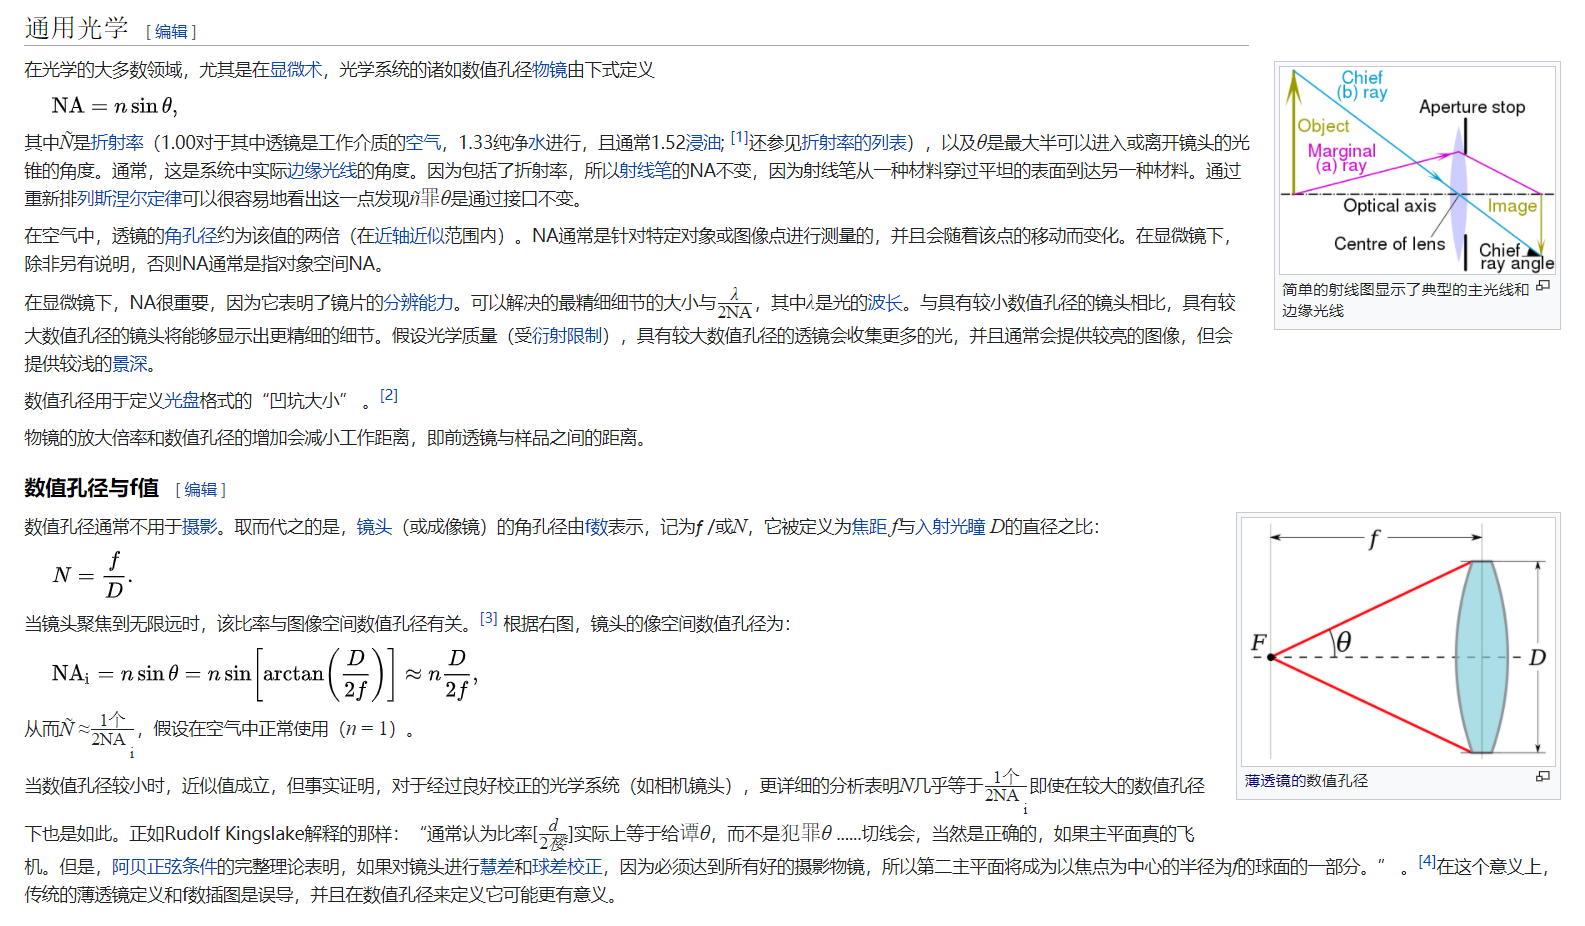 通用光学 [ 编辑 ]
在光学的大多数领域，尤其是在显微术，光学系统的诸如数值孔径物镜由下式定义
NA = n sin θ,
其中Ñ是折射率（1.00对于其中透镜是工作介质的空气，1.33纯净水进行，且通常1.52浸油; [1]还参见折射率的列表），以及θ是最大半可以进入或离开镜头的光
锥的角度。通常，这是系统中实际边缘光线的角度。因为包括了折射率，所以射线笔的NA不变，因为射线笔从一种材料穿过平坦的表面到达另一种材料。通过
重新排列斯涅尔定律可以很容易地看出这一点发现ñ罪θ是通过接口不变。
在空气中，透镜的角孔径约为该值的两倍（在近轴近似范围内）。NA通常是针对特定对象或图像点进行测量的，并且会随着该点的移动而变化。在显微镜下，
除非另有说明，否则NA通常是指对象空间NA。
在显微镜下，NA很重要，因为它表明了镜片的分辨能力。可以解决的最精细细节的大小与λ/2NA，其中λ是光的波长。与具有较小数值孔径的镜头相比，具有较
大数值孔径的镜头将能够显示出更精细的细节。假设光学质量（受衍射限制），具有较大数值孔径的透镜会收集更多的光，并且通常会提供较亮的图像，但会
提供较浅的景深。
数值孔径用于定义光盘格式的“凹坑大小” 。[2]
物镜的放大倍率和数值孔径的增加会减小工作距离，即前透镜与样品之间的距离。
Chief
(b) ray
Aperture stop
Object
Marginal
(a) ray
Optical axis
Image
Centre of lens
Chief
ray angle
简单的射线图显示了典型的主光线和
边缘光线
数值孔径与f值 [ 编辑 ]
数值孔径通常不用于摄影。取而代之的是，镜头（或成像镜）的角孔径由f数表示，记为f /或N，它被定义为焦距 f与入射光瞳 D的直径之比：
N = f/D.
当镜头聚焦到无限远时，该比率与图像空间数值孔径有关。[3] 根据右图，镜头的像空间数值孔径为：
NAi = n sin θ = n sin[arctan(D/2f)] ≈ n D/2f,
从而Ñ ≈1个/2NA i，假设在空气中正常使用（n = 1）。
当数值孔径较小时，近似值成立，但事实证明，对于经过良好校正的光学系统（如相机镜头），更详细的分析表明N几乎等于1个/2NA i即使在较大的数值孔径
下也是如此。正如Rudolf Kingslake解释的那样：“通常认为比率[d/2]实际上等于给谭θ，而不是犯罪θ ......切线会，当然是正确的，如果主平面真的飞
机。但是，阿贝正弦条件的完整理论表明，如果对镜头进行慧差和球差校正，因为必须达到所有好的摄影物镜，所以第二主平面将成为以焦点为中心的半径为f的球面的一部分。” 。[4]在这个意义上，
传统的薄透镜定义和f数插图是误导，并且在数值孔径来定义它可能更有意义。
f
F
θ
D
薄透镜的数值孔径